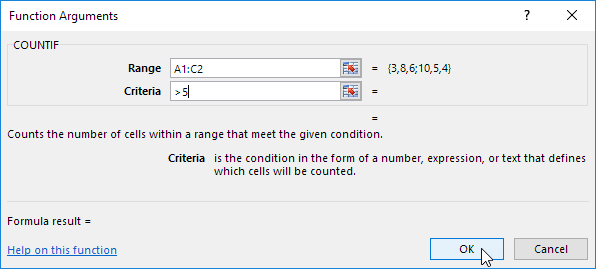 Function Arguments
COUNTIF
Range A1:C2 = {3,8,6;10,5,4}
Criteria >5 =
=
Counts the number of cells within a range that meet the given condition.
Criteria is the condition in the form of a number, expression, or text that defines
which cells will be counted.
Formula result =
Help on this function OK Cancel